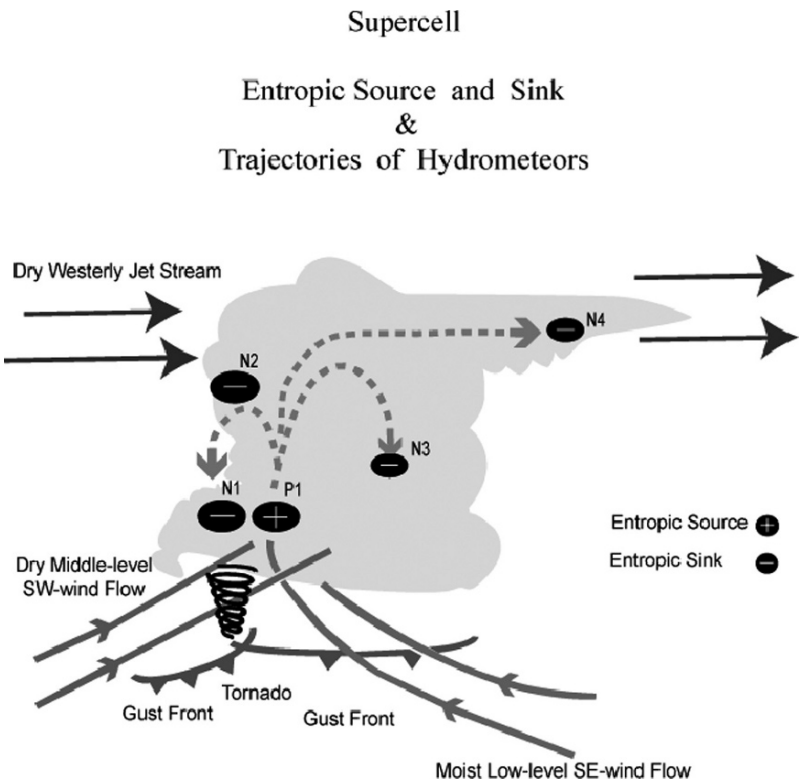 Supercell
Entropic Source and Sink
&
Trajectories of Hydrometeors
Dry Westerly Jet Stream
N4
N2
N3
N1
P1
Entropic Source +
Entropic Sink −
Dry Middle-level
SW-wind Flow
Tornado
Gust Front
Gust Front
Moist Low-level SE-wind Flow